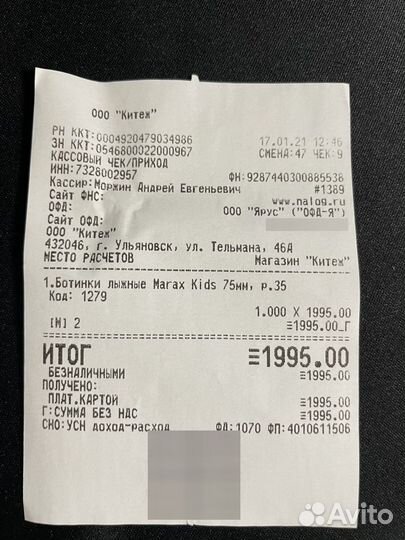 ООО "Китеж"
РН ККТ:0004920479034986 17.01.21 12:46
ЗН ККТ:0546800022000967 СМЕНА:47 ЧЕК:9
КАССОВЫЙ ЧЕК/ПРИХОД
ИНН:7328002957 ФН:9287440300885538
Кассир:Моржин Андрей Евгеньевич #1389
Сайт ФНС: www.nalog.ru
ОФД: ООО "Ярус" ("ОФД-Я")
Сайт ОФД:
ООО "Китеж"
432046, г. Ульяновск, ул. Тельмана, 46Д
МЕСТО РАСЧЕТОВ Магазин "Китеж"
1.Ботинки лыжные Marax Kids 75мм, р.35
Код: 1279
1.000 X 1995.00
[М] 2 ≡1995.00_Г
ИТОГ ≡1995.00
БЕЗНАЛИЧНЫМИ ≡1995.00
ПОЛУЧЕНО:
ПЛАТ.КАРТОЙ ≡1995.00
Г:СУММА БЕЗ НДС ≡1995.00
СНО:УСН доход-расход ФД:1070 ФП:4010611506
Avito